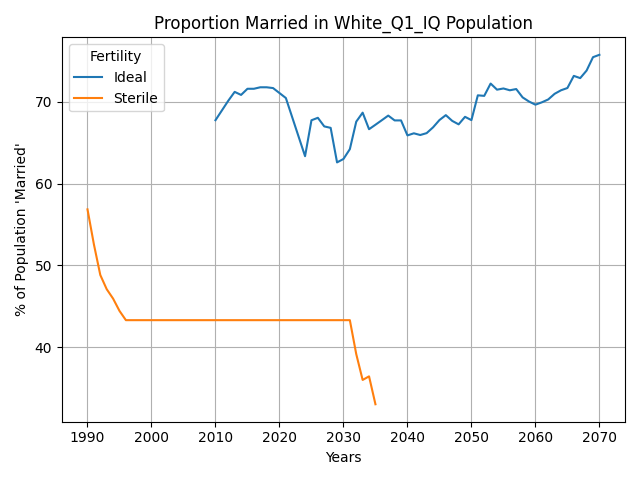 Proportion Married in White_Q1_IQ Population
Fertility
Ideal
Sterile
% of Population 'Married'
70
60
50
40
1990 2000 2010 2020 2030 2040 2050 2060 2070
Years